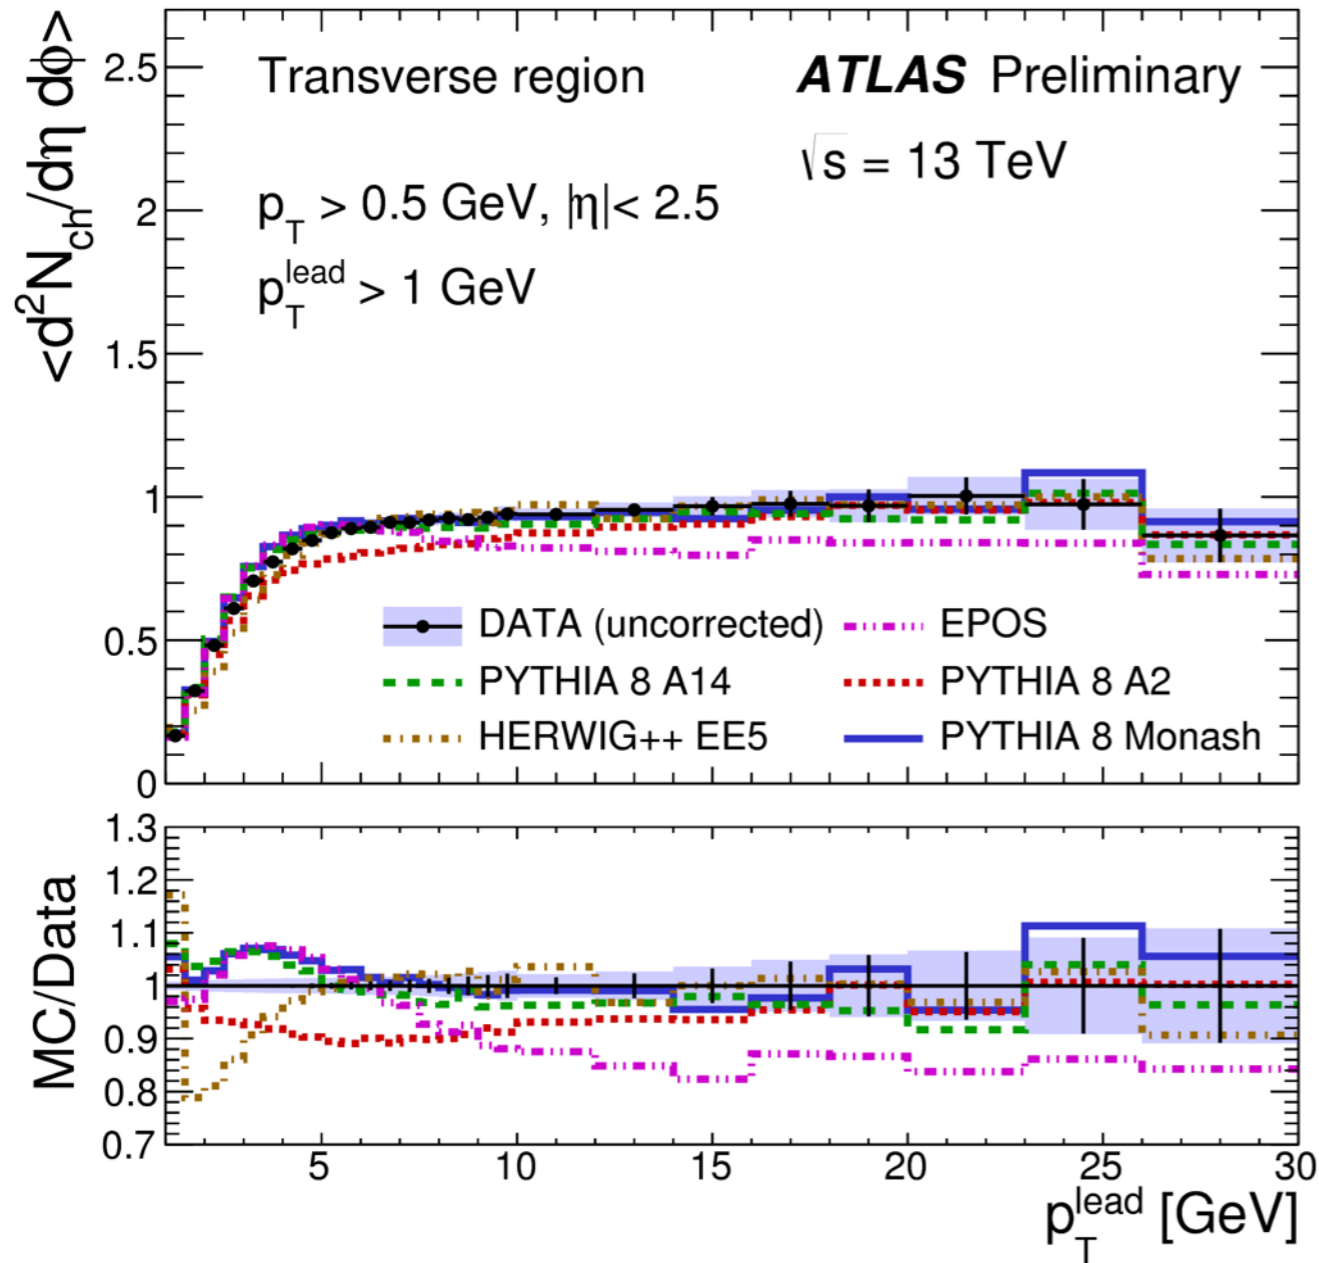 <d²N_ch/dη dϕ>
Transverse region
ATLAS Preliminary
√s = 13 TeV
p_T > 0.5 GeV, |η|< 2.5
p_T^lead > 1 GeV
2.5
2
1.5
1
0.5
0
DATA (uncorrected)
EPOS
PYTHIA 8 A14
PYTHIA 8 A2
HERWIG++ EE5
PYTHIA 8 Monash
MC/Data
1.3
1.2
1.1
1
0.9
0.8
0.7
5 10 15 20 25 30
p_T^lead [GeV]